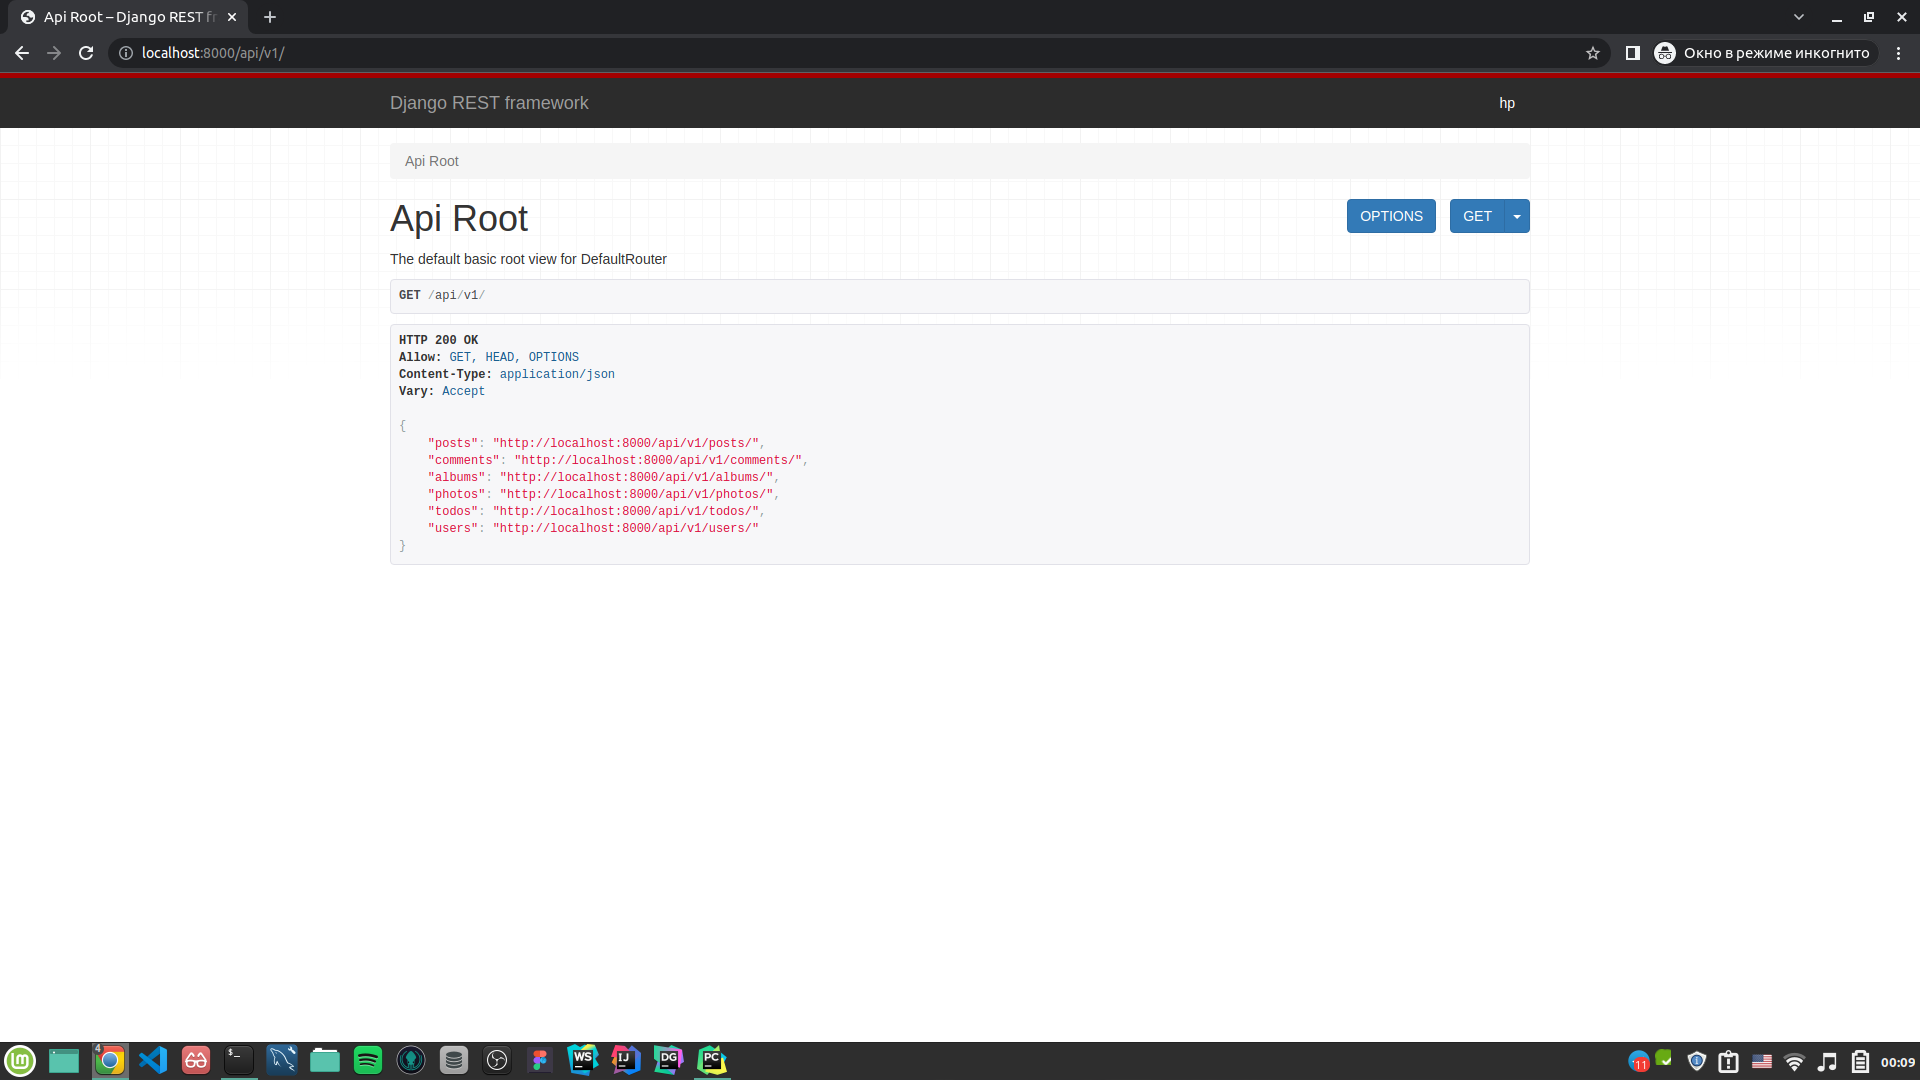 Api Root – Django REST fr
localhost:8000/api/v1/
Окно в режиме инкогнито
Django REST framework
hp
Api Root
Api Root
OPTIONS
GET
The default basic root view for DefaultRouter
GET /api/v1/
HTTP 200 OK
Allow: GET, HEAD, OPTIONS
Content-Type: application/json
Vary: Accept
{
    "posts": "http://localhost:8000/api/v1/posts/",
    "comments": "http://localhost:8000/api/v1/comments/",
    "albums": "http://localhost:8000/api/v1/albums/",
    "photos": "http://localhost:8000/api/v1/photos/",
    "todos": "http://localhost:8000/api/v1/todos/",
    "users": "http://localhost:8000/api/v1/users/"
}
4
$_
WS
IJ
DG
PC
11
00:09